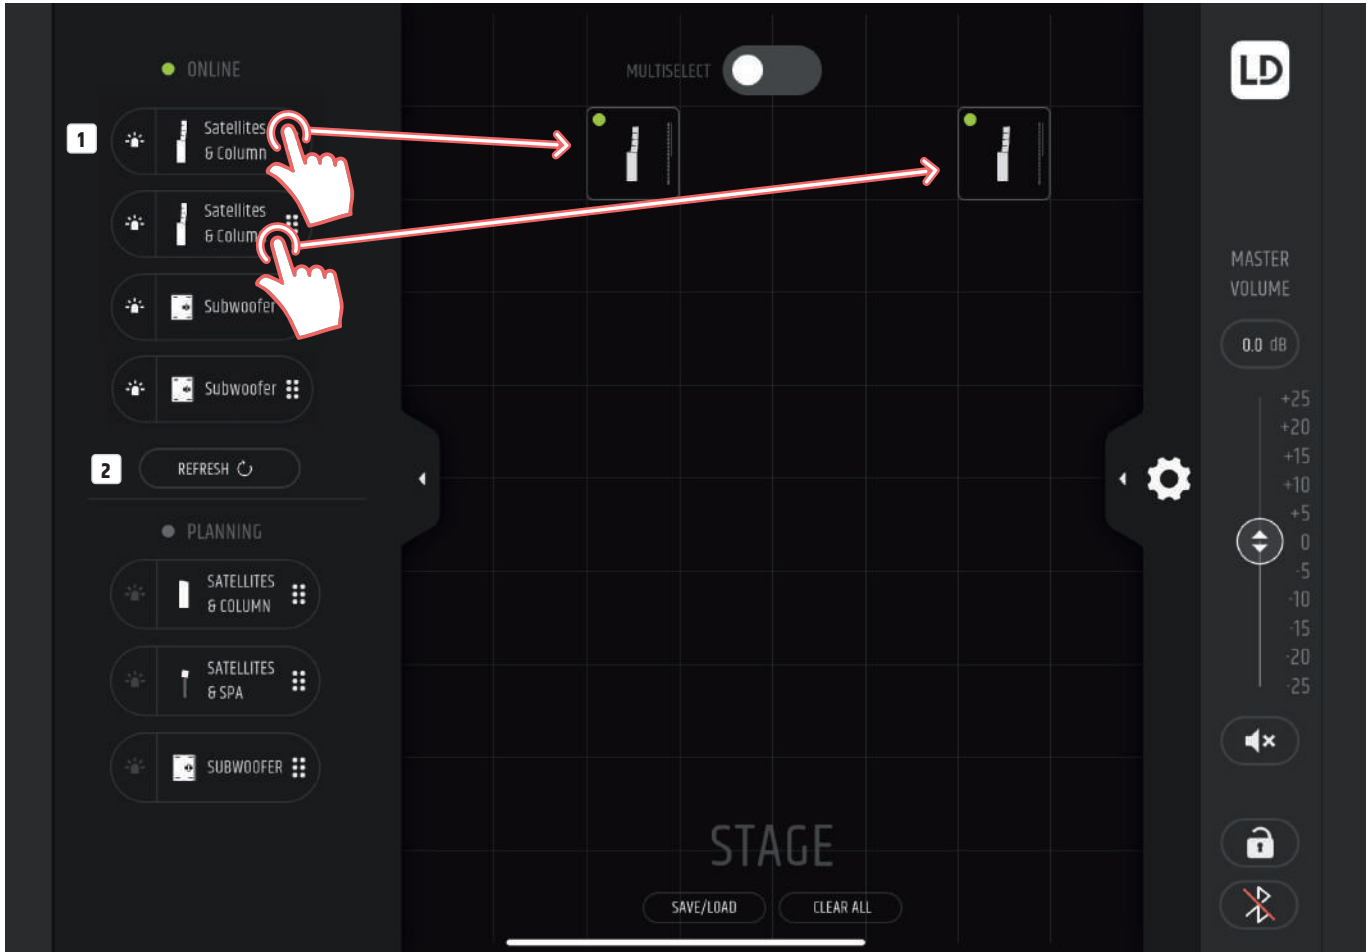 ONLINE
1
Satellites
& Column
Satellites
& Colum
Subwoofer
Subwoofer
2
REFRESH
PLANNING
SATELLITES
& COLUMN
SATELLITES
& SPA
SUBWOOFER
MULTISELECT
STAGE
SAVE/LOAD
CLEAR ALL
LD
MASTER
VOLUME
0.0 dB
+25
+20
+15
+10
+5
0
-5
-10
-15
-20
-25